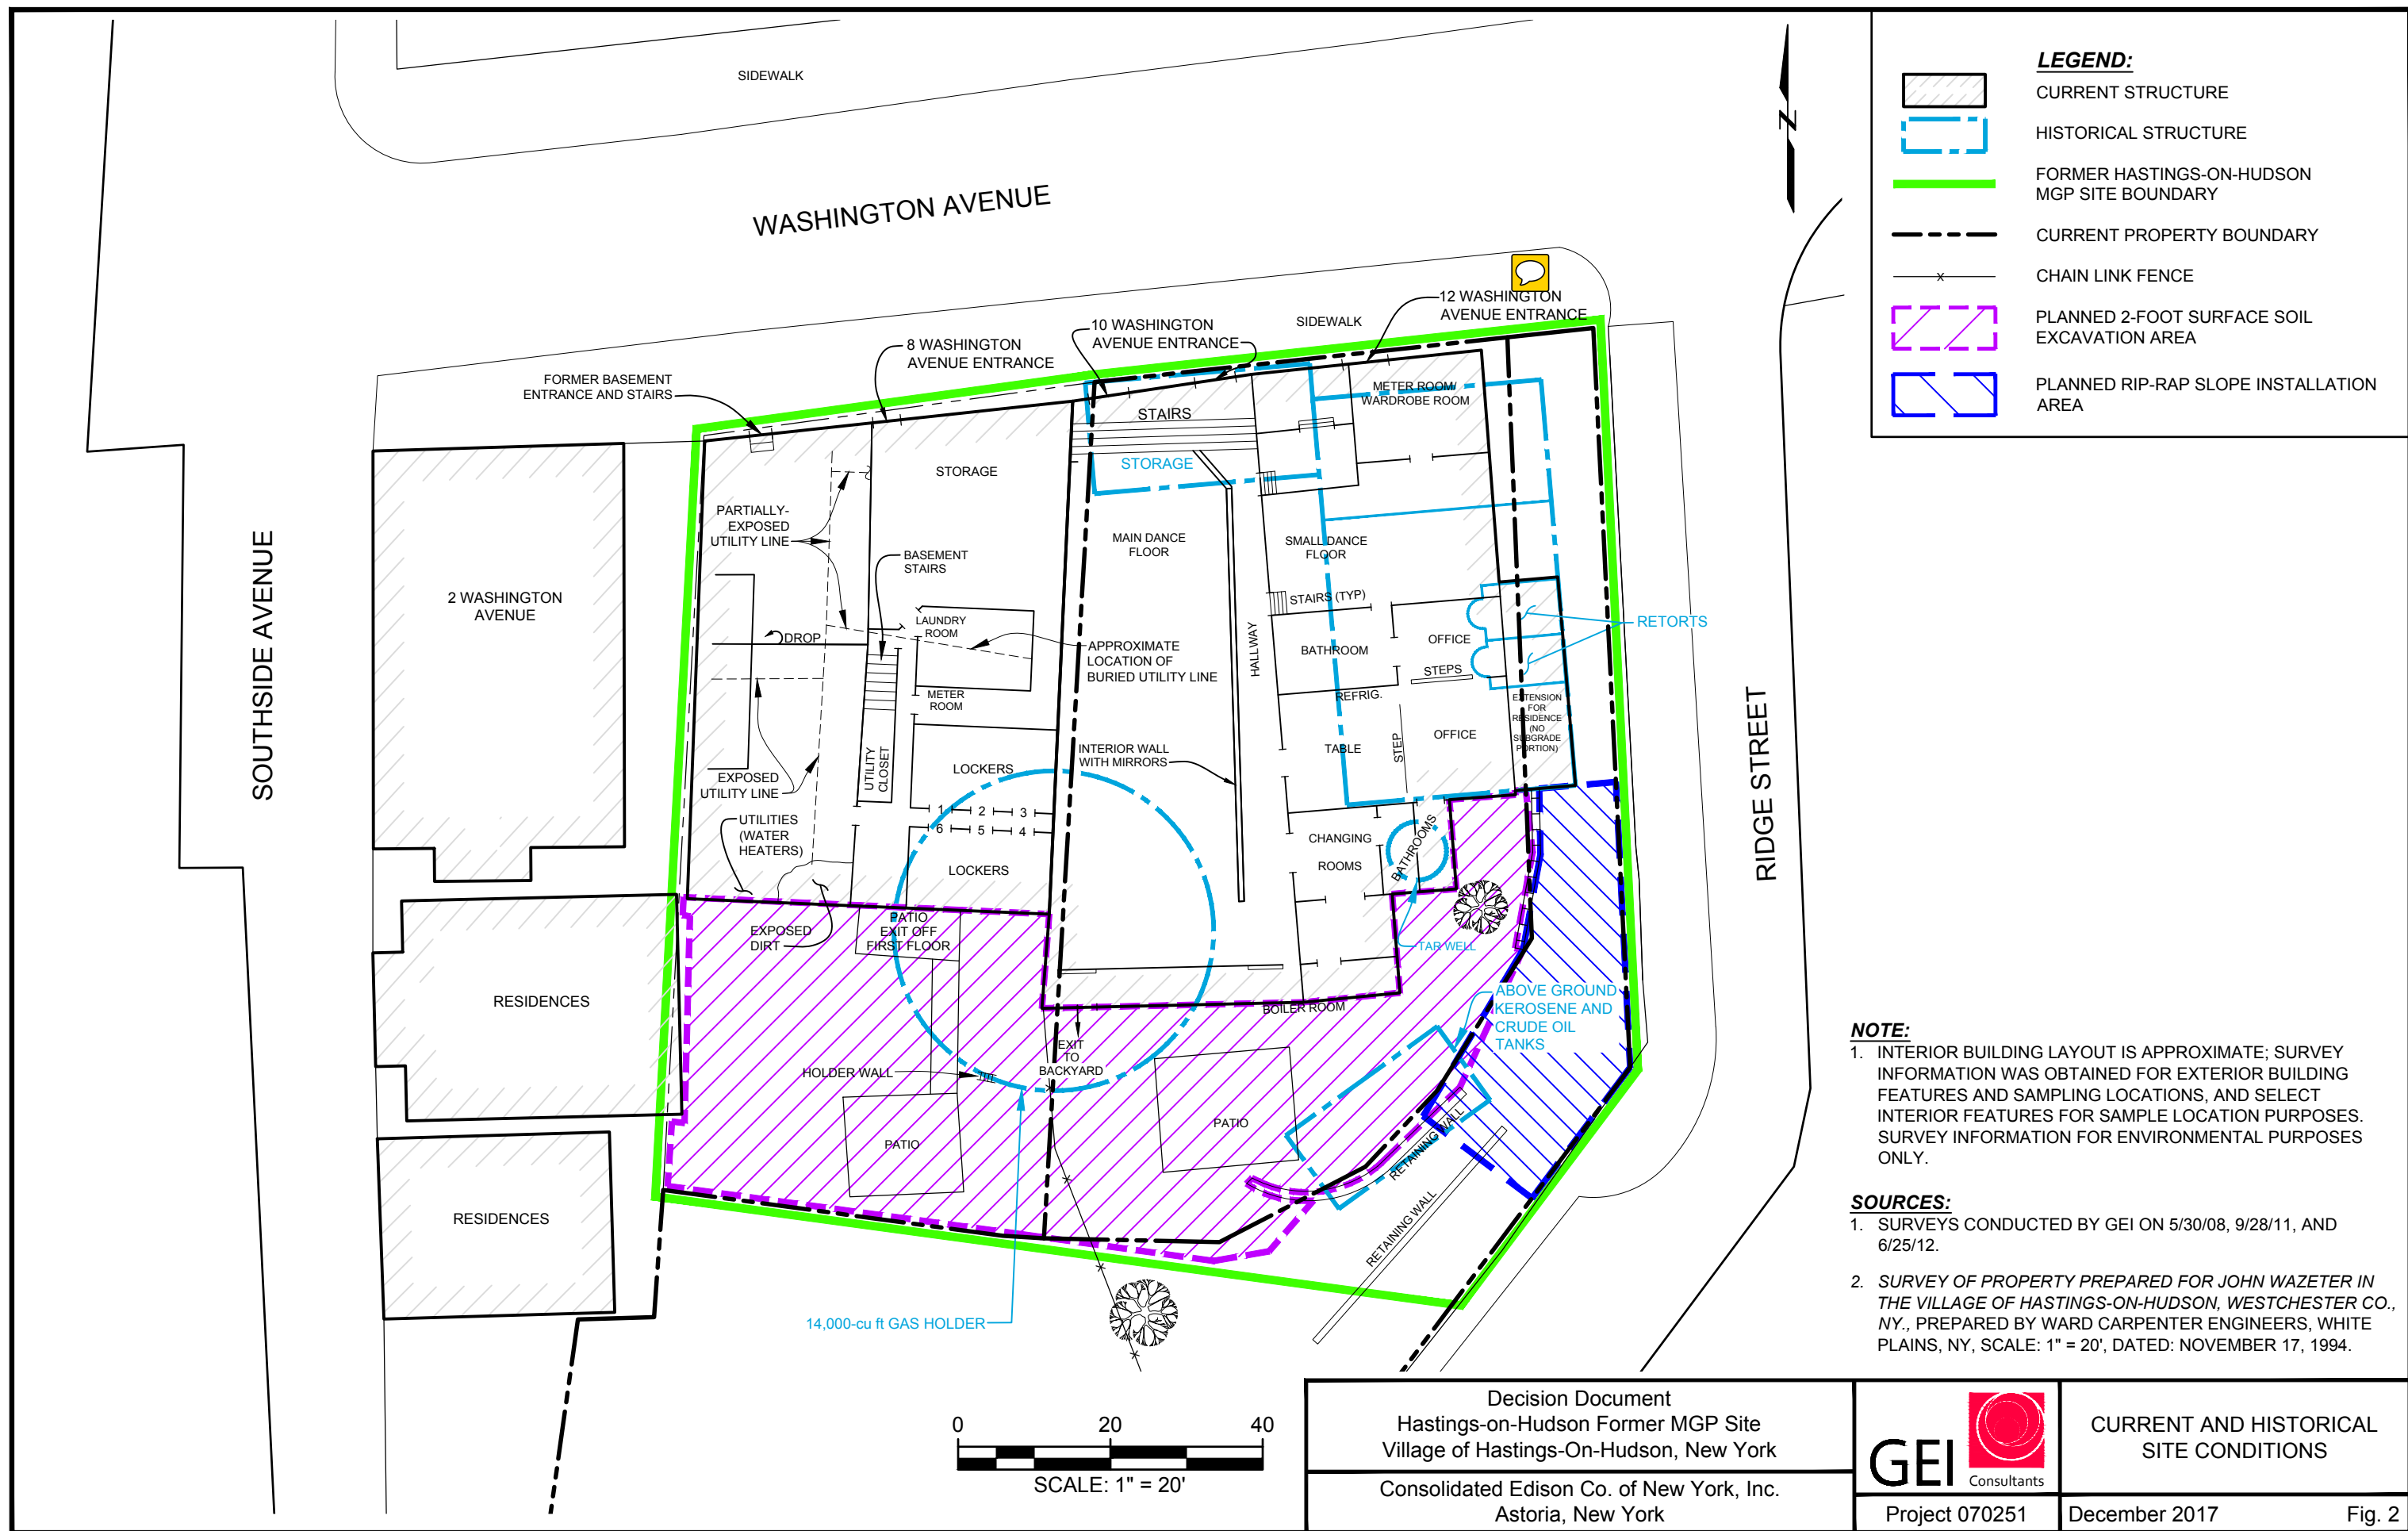 SIDEWALK
WASHINGTON AVENUE
N
LEGEND:
CURRENT STRUCTURE
HISTORICAL STRUCTURE
FORMER HASTINGS-ON-HUDSON
MGP SITE BOUNDARY
CURRENT PROPERTY BOUNDARY
x
CHAIN LINK FENCE
PLANNED 2-FOOT SURFACE SOIL
EXCAVATION AREA
PLANNED RIP-RAP SLOPE INSTALLATION
AREA
12 WASHINGTON
AVENUE ENTRANCE
SIDEWALK
10 WASHINGTON
AVENUE ENTRANCE
8 WASHINGTON
AVENUE ENTRANCE
FORMER BASEMENT
ENTRANCE AND STAIRS
METER ROOM/
WARDROBE ROOM
STAIRS
STORAGE
STORAGE
PARTIALLY-
EXPOSED
UTILITY LINE
MAIN DANCE
FLOOR
SMALL DANCE
FLOOR
BASEMENT
STAIRS
SOUTHSIDE AVENUE
2 WASHINGTON
AVENUE
STAIRS (TYP)
LAUNDRY
ROOM
DROP
RETORTS
OFFICE
HALLWAY
BATHROOM
APPROXIMATE
LOCATION OF
BURIED UTILITY LINE
STEPS
REFRIG.
METER
ROOM
EXTENSION
FOR
RESIDENCE
(NO
SUBGRADE
PORTION)
RIDGE STREET
OFFICE
STEP
TABLE
INTERIOR WALL
WITH MIRRORS
UTILITY
CLOSET
LOCKERS
EXPOSED
UTILITY LINE
1 2 3
6 5 4
UTILITIES
(WATER
HEATERS)
CHANGING
ROOMS
BATHROOMS
LOCKERS
PATIO
EXIT OFF
FIRST FLOOR
EXPOSED
DIRT
TAR WELL
RESIDENCES
ABOVE GROUND
KEROSENE AND
CRUDE OIL
TANKS
BOILER ROOM
EXIT
TO
BACKYARD
HOLDER WALL
PATIO
PATIO
RETAINING WALL
RETAINING WALL
RESIDENCES
14,000-cu ft GAS HOLDER
NOTE:
1. INTERIOR BUILDING LAYOUT IS APPROXIMATE; SURVEY
INFORMATION WAS OBTAINED FOR EXTERIOR BUILDING
FEATURES AND SAMPLING LOCATIONS, AND SELECT
INTERIOR FEATURES FOR SAMPLE LOCATION PURPOSES.
SURVEY INFORMATION FOR ENVIRONMENTAL PURPOSES
ONLY.
SOURCES:
1. SURVEYS CONDUCTED BY GEI ON 5/30/08, 9/28/11, AND
6/25/12.
2. SURVEY OF PROPERTY PREPARED FOR JOHN WAZETER IN
THE VILLAGE OF HASTINGS-ON-HUDSON, WESTCHESTER CO.,
NY., PREPARED BY WARD CARPENTER ENGINEERS, WHITE
PLAINS, NY, SCALE: 1" = 20', DATED: NOVEMBER 17, 1994.
0 20 40
SCALE: 1" = 20'
Decision Document
Hastings-on-Hudson Former MGP Site
Village of Hastings-On-Hudson, New York
Consolidated Edison Co. of New York, Inc.
Astoria, New York
GEI Consultants
Project 070251
CURRENT AND HISTORICAL
SITE CONDITIONS
December 2017
Fig. 2